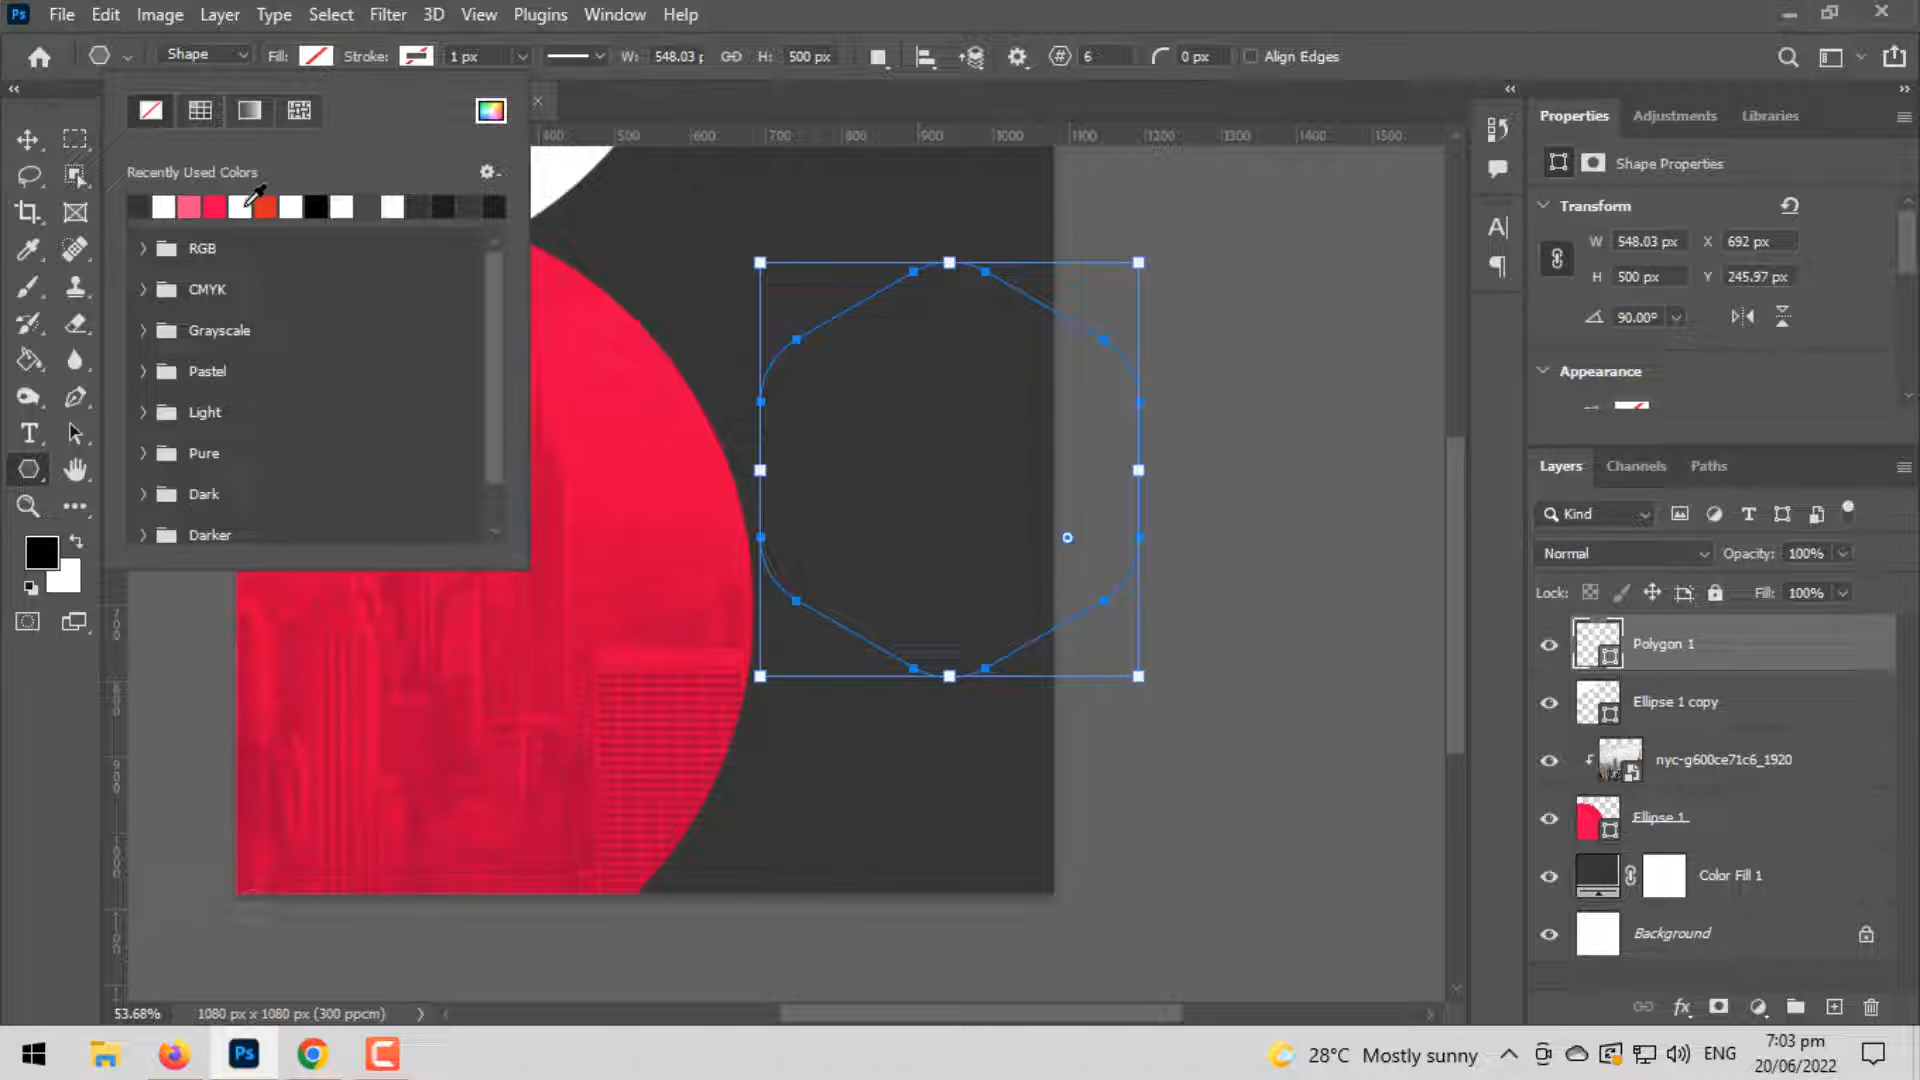 Ps File Edit Image Layer Type Select Filter 3D View Plugins Window Help
Shape Fill: Stroke: 1 px W: 548.03 p H: 500 px 6 0 px Align Edges
400 500 600 700 800 900 1000 1100 1200 1300 1400 1500
Recently Used Colors
RGB
CMYK
Grayscale
Pastel
Light
Pure
Dark
Darker
Properties Adjustments Libraries
Shape Properties
Transform
W 548.03 px X 692 px
H 500 px Y 245.97 px
90.00°
Appearance
Layers Channels Paths
Kind
Normal Opacity: 100%
Lock: Fill: 100%
Polygon 1
Ellipse 1 copy
nyc-g600ce71c6_1920
Ellipse 1
Color Fill 1
Background
fx
53.68% 1080 px x 1080 px (300 ppcm)
Ps 28°C Mostly sunny ENG 7:03 pm
20/06/2022